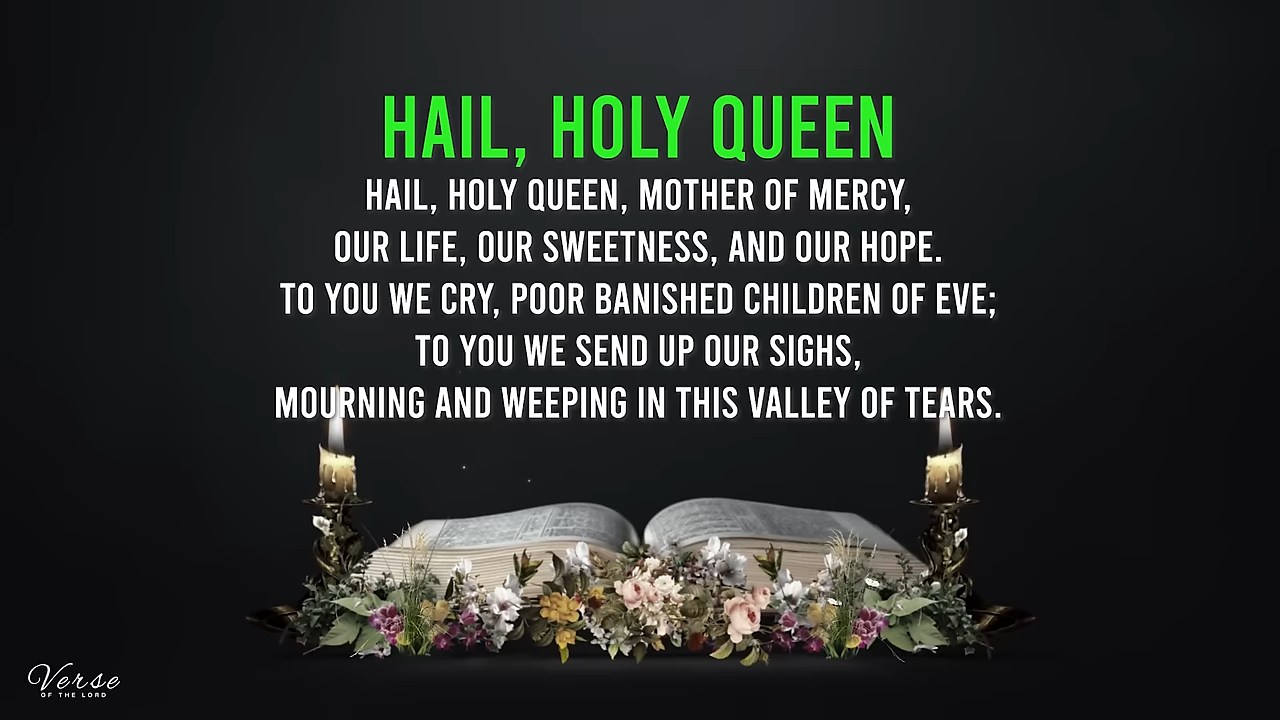 HAIL, HOLY QUEEN
HAIL, HOLY QUEEN, MOTHER OF MERCY,
OUR LIFE, OUR SWEETNESS, AND OUR HOPE.
TO YOU WE CRY, POOR BANISHED CHILDREN OF EVE;
TO YOU WE SEND UP OUR SIGHS,
MOURNING AND WEEPING IN THIS VALLEY OF TEARS.
Verse
OF THE LORD